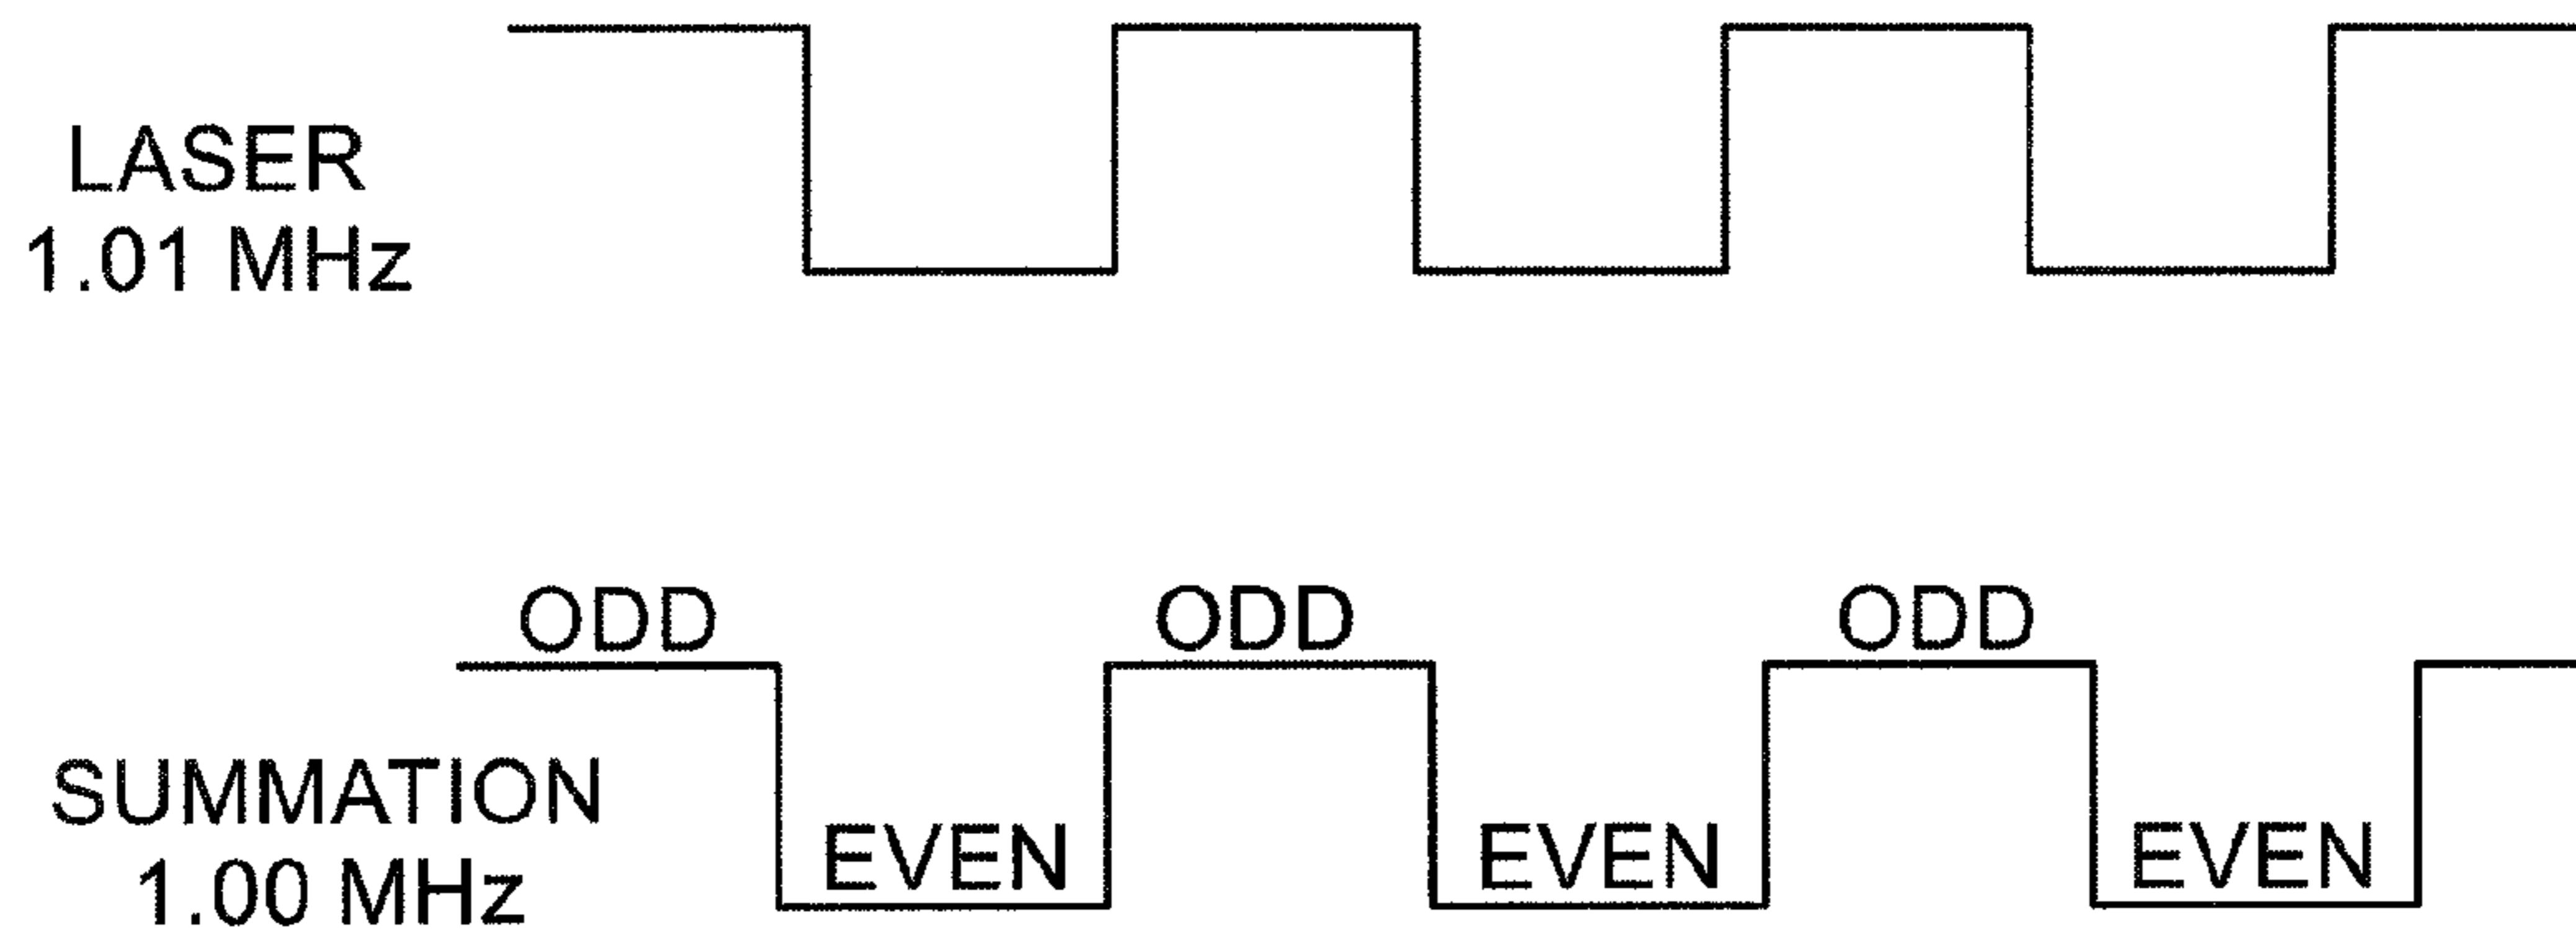 LASER
1.01 MHz
ODD ODD ODD
SUMMATION
EVEN EVEN EVEN
1.00 MHz